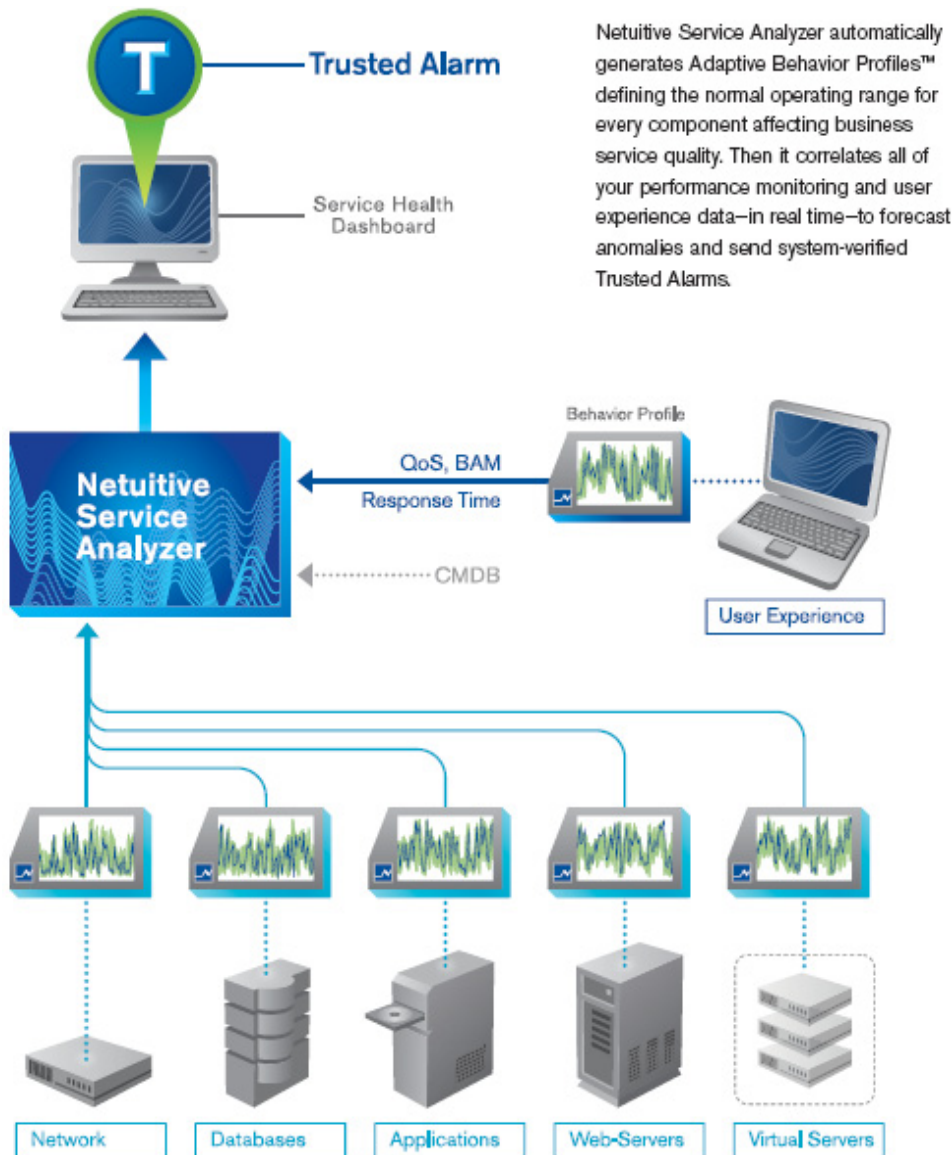 T
Trusted Alarm
Netuitive Service Analyzer automatically
generates Adaptive Behavior Profiles™
defining the normal operating range for
every component affecting business
service quality. Then it correlates all of
your performance monitoring and user
experience data–in real time–to forecast
anomalies and send system-verified
Trusted Alarms.
Service Health
Dashboard
Behavior Profile
Netuitive
Service
Analyzer
QoS, BAM
Response Time
CMDB
User Experience
Network
Databases
Applications
Web-Servers
Virtual Servers